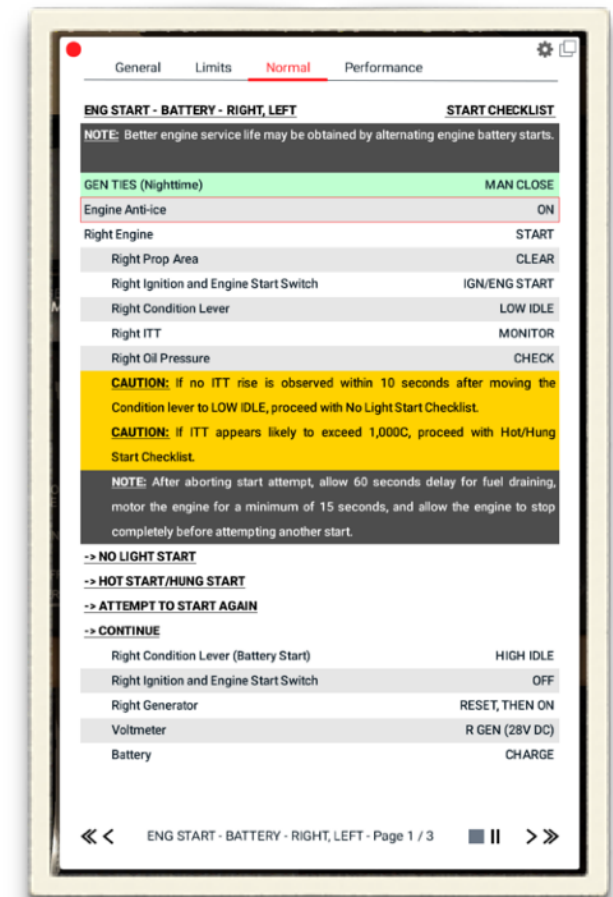 General Limits Normal Performance
ENG START - BATTERY - RIGHT, LEFT START CHECKLIST
NOTE: Better engine service life may be obtained by alternating engine battery starts.
GEN TIES (Nighttime) MAN CLOSE
Engine Anti-ice ON
Right Engine START
Right Prop Area CLEAR
Right Ignition and Engine Start Switch IGN/ENG START
Right Condition Lever LOW IDLE
Right ITT MONITOR
Right Oil Pressure CHECK
CAUTION: If no ITT rise is observed within 10 seconds after moving the
Condition lever to LOW IDLE, proceed with No Light Start Checklist.
CAUTION: If ITT appears likely to exceed 1,000C, proceed with Hot/Hung
Start Checklist.
NOTE: After aborting start attempt, allow 60 seconds delay for fuel draining,
motor the engine for a minimum of 15 seconds, and allow the engine to stop
completely before attempting another start.
-> NO LIGHT START
-> HOT START/HUNG START
-> ATTEMPT TO START AGAIN
-> CONTINUE
Right Condition Lever (Battery Start) HIGH IDLE
Right Ignition and Engine Start Switch OFF
Right Generator RESET, THEN ON
Voltmeter R GEN (28V DC)
Battery CHARGE
ENG START - BATTERY - RIGHT, LEFT - Page 1 / 3